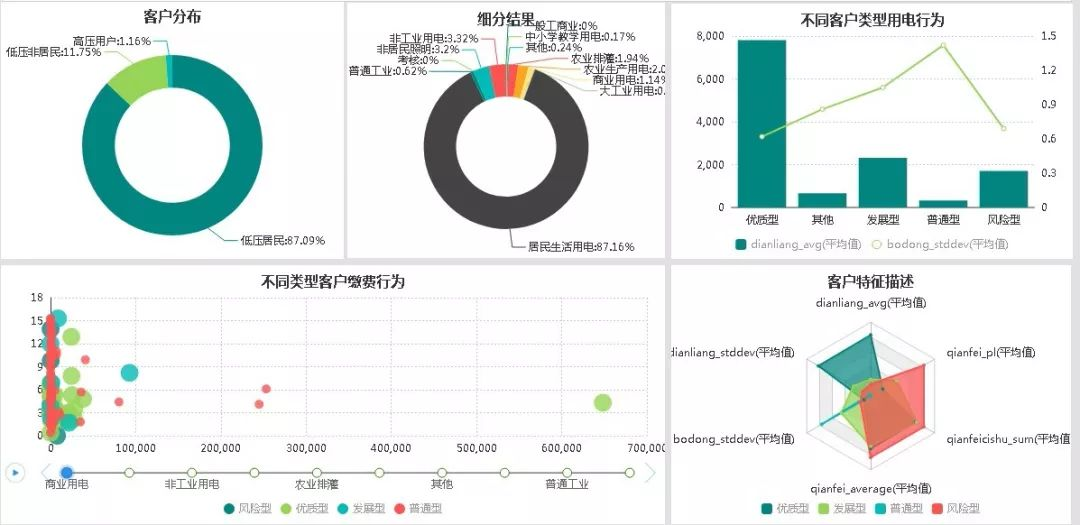 客户分布
高压用户:1.16%
低压非居民:11.75%
低压居民:87.09%
细分结果
一般工商业:0%
中小学教学用电:0.17%
其他:0.24%
农业排灌:1.94%
农业生产用电:2.0
商业用电:1.14%
大工业用电:0.
非工业用电:3.32%
非居民照明:3.2%
考核:0%
普通工业:0.62%
居民生活用电:87.16%
不同客户类型用电行为
8,000
6,000
4,000
2,000
0
1.5
1.2
0.9
0.6
0.3
0
优质型 其他 发展型 普通型 风险型
dianliang_avg(平均值) bodong_stddev(平均值)
不同类型客户缴费行为
18
15
12
9
6
3
0
0 100,000 200,000 300,000 400,000 500,000 600,000 700,000
商业用电 非工业用电 农业排灌 其他 普通工业
风险型 优质型 发展型 普通型
客户特征描述
dianliang_avg(平均值)
dianliang_stddev(平均值)
qianfei_pl(平均值)
bodong_stddev(平均值)
qianfeicishu_sum(平均值
qianfei_average(平均值)
优质型 发展型 普通型 风险型